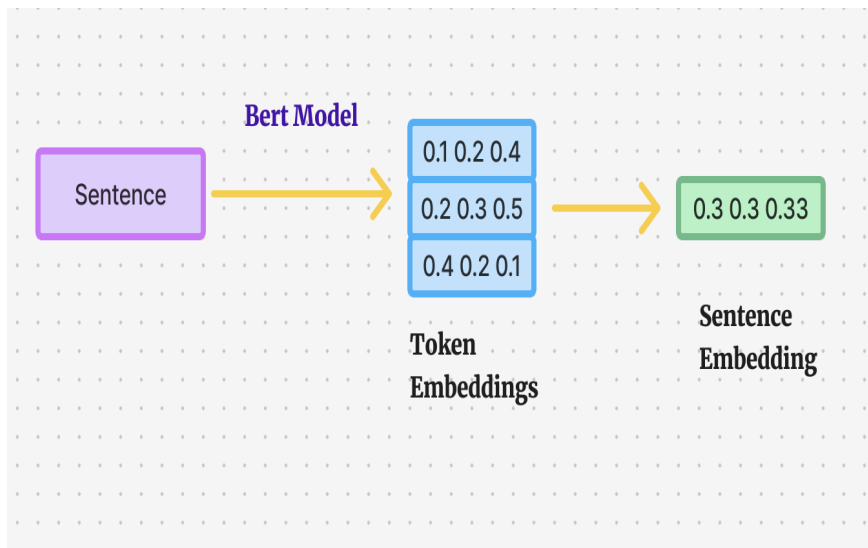 Bert Model
Sentence
0.1 0.2 0.4
0.2 0.3 0.5
0.4 0.2 0.1
Token
Embeddings
0.3 0.3 0.33
Sentence
Embedding